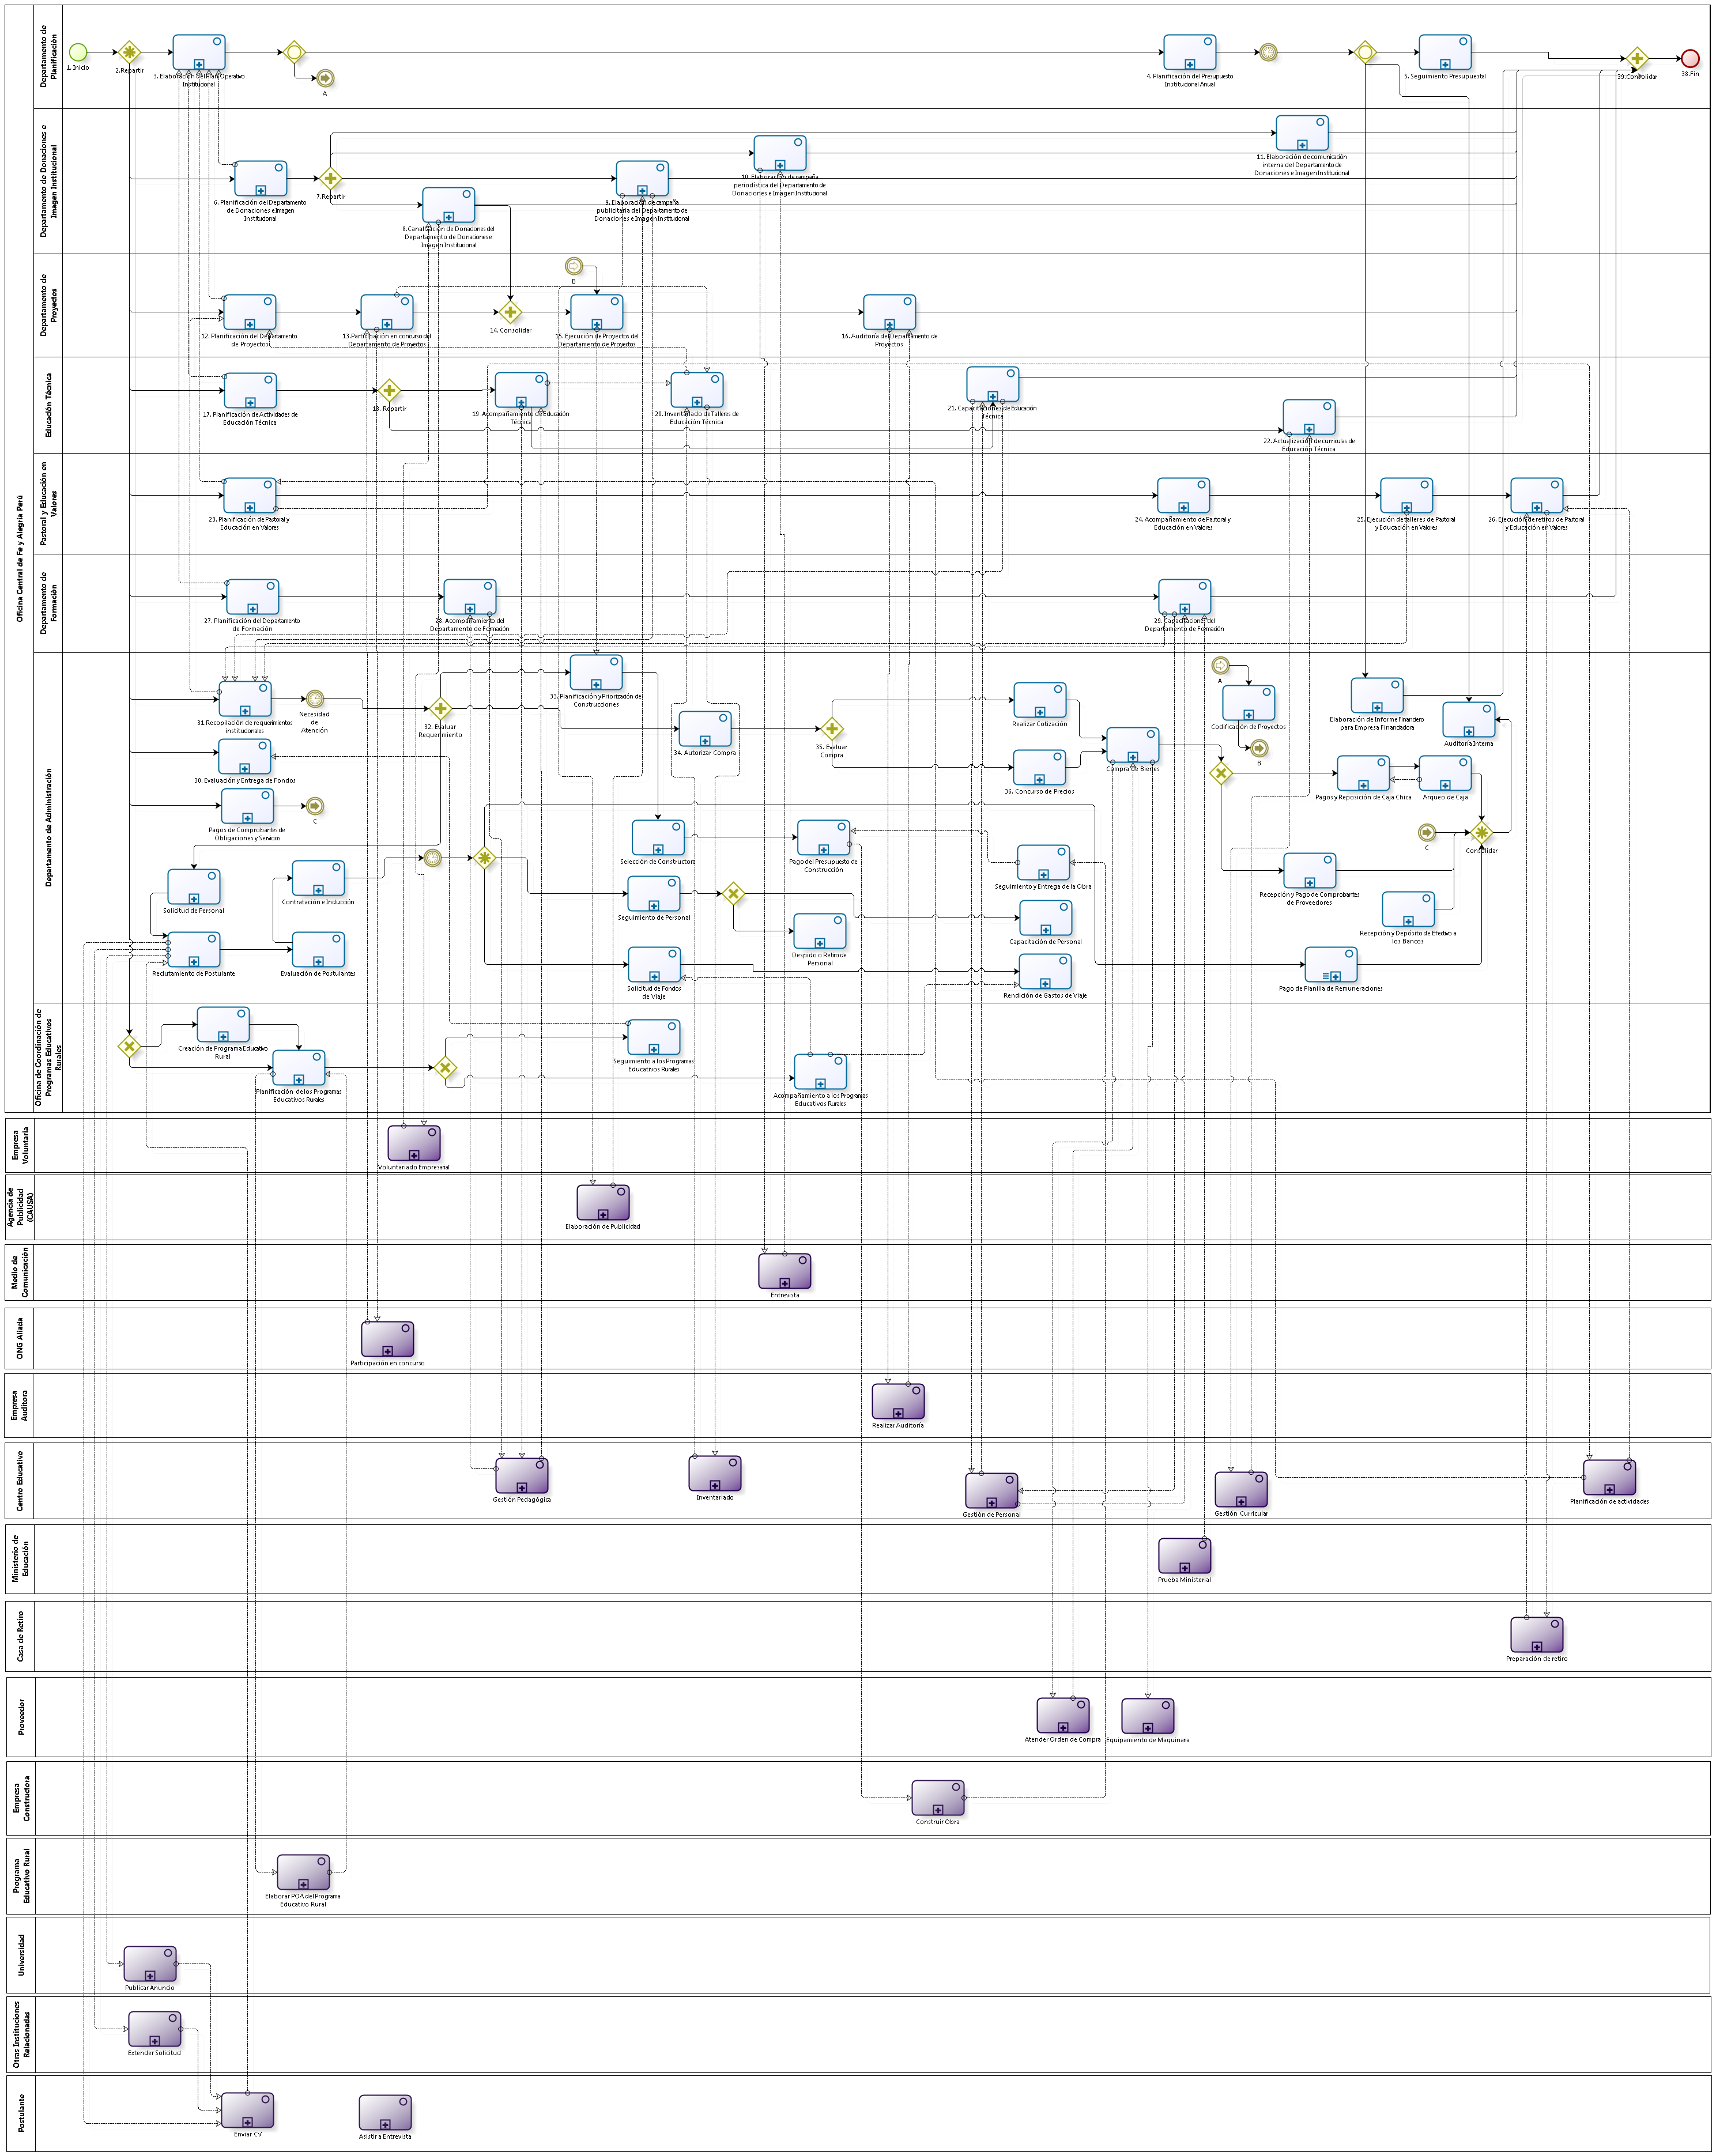 Oficina Central de Fe y Alegría Perú
Departamento de
Planificación
1. Inicio
2.Repartir
3. Elaboración del Plan Operativo
Institucional
A
4. Planificación del Presupuesto
Institucional Anual
5. Seguimiento Presupuestal
39.Consolidar
38.Fin
Departamento de Donaciones e
Imagen Institucional
6. Planificación del Departamento
de Donaciones e Imagen
Institucional
7.Repartir
8.Canalización de Donaciones del
Departamento de Donaciones e
Imagen Institucional
9. Elaboración de campaña
publicitaria del Departamento de
Donaciones e Imagen Institucional
10. Elaboración de campaña
periodística del Departamento de
Donaciones e Imagen Institucional
11. Elaboración de comunicación
interna del Departamento de
Donaciones e Imagen Institucional
Departamento de
Proyectos
12. Planificación del Departamento
de Proyectos
13.Participación en concurso del
Departamento de Proyectos
14. Consolidar
B
15. Ejecución de Proyectos del
Departamento de Proyectos
16. Auditoría del Departamento de
Proyectos
Educación Técnica
17. Planificación de Actividades de
Educación Técnica
18. Repartir
19.Acompañamiento de Educación
Técnica
20. Inventariado de Talleres de
Educación Técnica
21. Capacitaciones de Educación
Técnica
22. Actualización de curriculas de
Educación Técnica
Pastoral y Educación en
Valores
23. Planificación de Pastoral y
Educación en Valores
24. Acompañamiento de Pastoral y
Educación en Valores
25. Ejecución de talleres de Pastoral
y Educación en Valores
26. Ejecución de retiros de Pastoral
y Educación en Valores
Departamento de
Formación
27. Planificación del Departamento
de Formación
28. Acompañamiento del
Departamento de Formación
29. Capacitaciones del
Departamento de Formación
Departamento de Administración
31.Recopilación de requerimientos
institucionales
Necesidad
de
Atención
32. Evaluar
Requerimiento
33. Planificación y Priorización de
Construcciones
34. Autorizar Compra
35. Evaluar
Compra
Realizar Cotización
36. Concurso de Precios
Compra de Bienes
A
Codificación de Proyectos
B
Elaboración de Informe Financiero
para Empresa Financiadora
Auditoría Interna
30. Evaluación y Entrega de Fondos
Pagos de Comprobantes de
Obligaciones y Servicios
C
Pagos y Reposición de Caja Chica
Arqueo de Caja
C
Consolidar
Selección de Constructora
Pago del Presupuesto de
Construcción
Seguimiento y Entrega de la Obra
Recepción y Pago de Comprobantes
de Proveedores
Recepción y Depósito de Efectivo a
los Bancos
Solicitud de Personal
Contratación e Inducción
Seguimiento de Personal
Capacitación de Personal
Despido o Retiro de
Personal
Reclutamiento de Postulante
Evaluación de Postulantes
Solicitud de Fondos
de Viaje
Rendición de Gastos de Viaje
Pago de Planilla de Remuneraciones
Oficina de Coordinación de
Programas Educativos
Rurales
Creación de Programa Educativo
Rural
Planificación de los Programas
Educativos Rurales
Seguimiento a los Programas
Educativos Rurales
Acompañamiento a los Programas
Educativos Rurales
Empresa
Voluntaria
Voluntariado Empresarial
Agencia de
Publicidad
(CAUSA)
Elaboración de Publicidad
Medio de
Comunicación
Entrevista
ONG Aliada
Participación en concurso
Empresa
Auditora
Realizar Auditoría
Centro Educativo
Gestión Pedagógica
Inventariado
Gestión de Personal
Gestión Curricular
Planificación de actividades
Ministerio de
Educación
Prueba Ministerial
Casa de Retiro
Preparación de retiro
Proveedor
Atender Orden de Compra
Equipamiento de Maquinaria
Empresa
Constructora
Construir Obra
Programa
Educativo Rural
Elaborar POA del Programa
Educativo Rural
Universidad
Publicar Anuncio
Otras Instituciones
Relacionadas
Extender Solicitud
Postulante
Enviar CV
Asistir a Entrevista